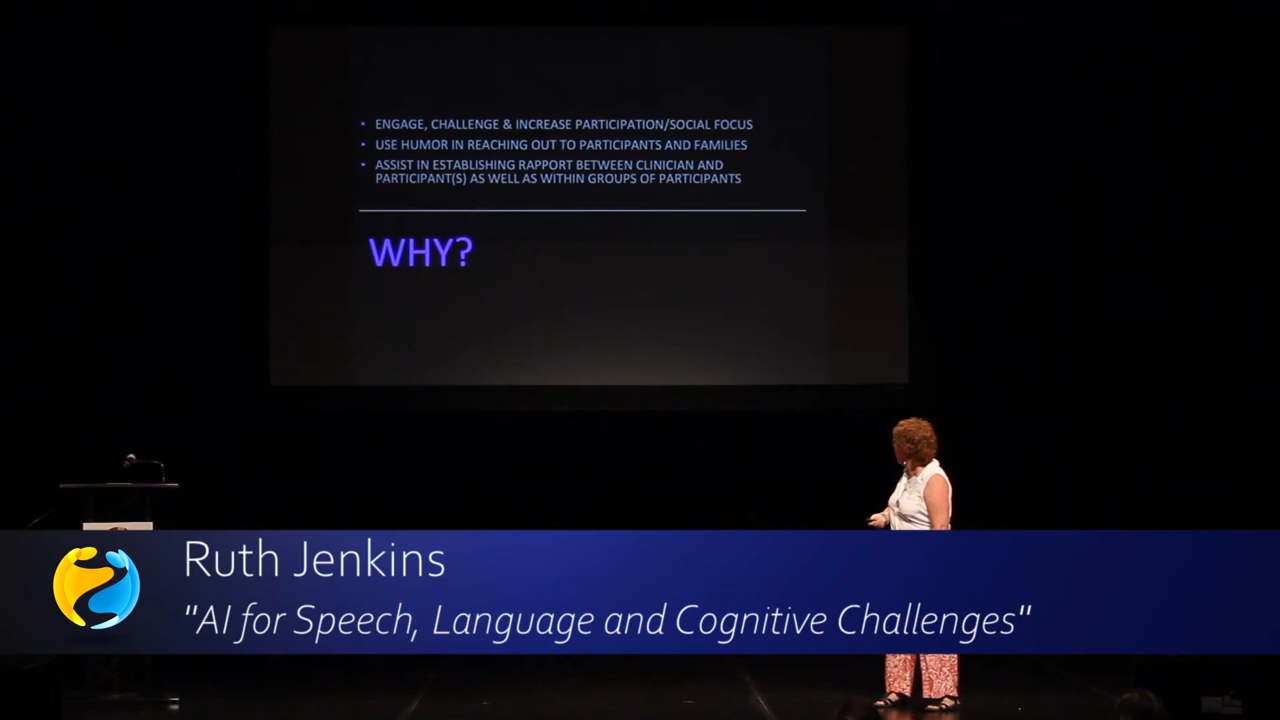 • ENGAGE, CHALLENGE & INCREASE PARTICIPATION/SOCIAL FOCUS
• USE HUMOR IN REACHING OUT TO PARTICIPANTS AND FAMILIES
• ASSIST IN ESTABLISHING RAPPORT BETWEEN CLINICIAN AND
PARTICIPANT(S) AS WELL AS WITHIN GROUPS OF PARTICIPANTS
WHY?
Ruth Jenkins
"AI for Speech, Language and Cognitive Challenges"